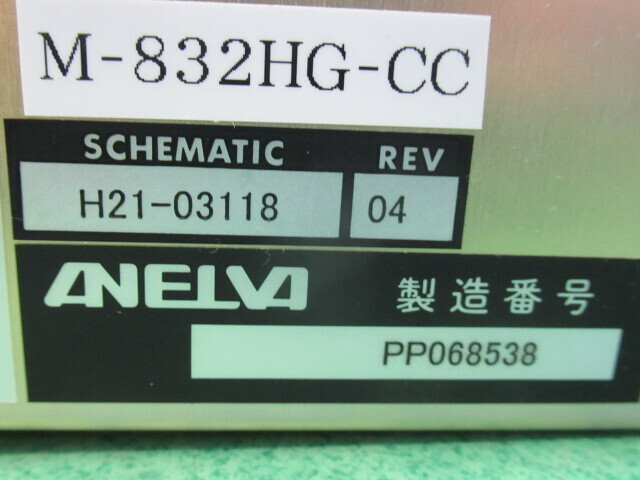 M-832HG-CC
SCHEMATIC REV
H21-03118 04
ANELVA 製造番号
PP068538